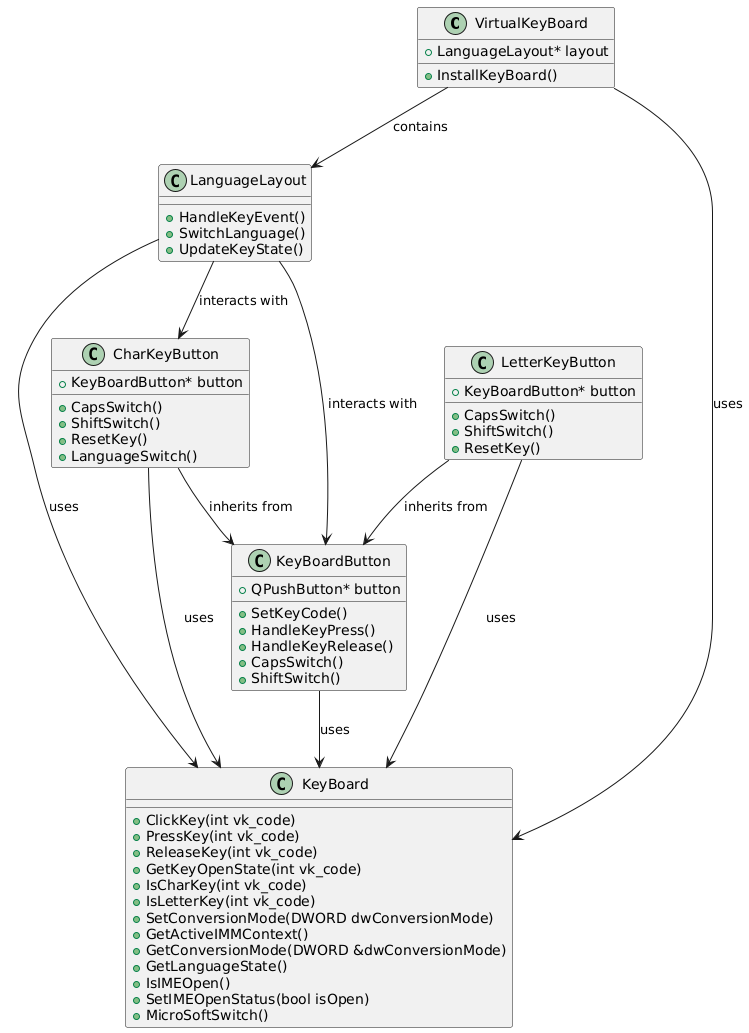 C VirtualKeyBoard
LanguageLayout* layout
InstallKeyBoard()
contains
C LanguageLayout
HandleKeyEvent()
SwitchLanguage()
UpdateKeyState()
interacts with
C CharKeyButton
KeyBoardButton* button
CapsSwitch()
ShiftSwitch()
ResetKey()
LanguageSwitch()
C LetterKeyButton
KeyBoardButton* button
CapsSwitch()
ShiftSwitch()
ResetKey()
interacts with
uses
uses
inherits from
inherits from
C KeyBoardButton
QPushButton* button
SetKeyCode()
HandleKeyPress()
HandleKeyRelease()
CapsSwitch()
ShiftSwitch()
uses
uses
uses
C KeyBoard
ClickKey(int vk_code)
PressKey(int vk_code)
ReleaseKey(int vk_code)
GetKeyOpenState(int vk_code)
IsCharKey(int vk_code)
IsLetterKey(int vk_code)
SetConversionMode(DWORD dwConversionMode)
GetActiveIMMContext()
GetConversionMode(DWORD &dwConversionMode)
GetLanguageState()
IsIMEOpen()
SetIMEOpenStatus(bool isOpen)
MicroSoftSwitch()